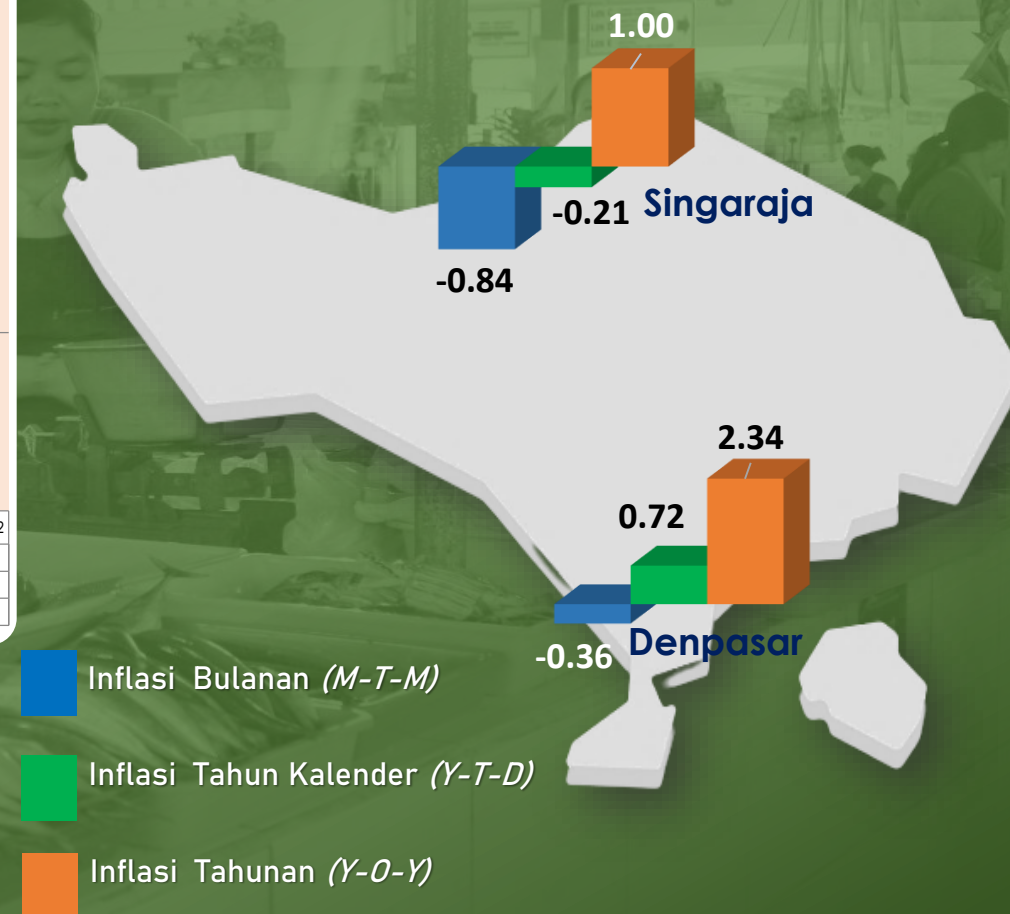 1.00
-0.21 Singaraja
-0.84
2.34
0.72
2
-0.36 Denpasar
Inflasi Bulanan (M-T-M)
Inflasi Tahun Kalender (Y-T-D)
Inflasi Tahunan (Y-O-Y)